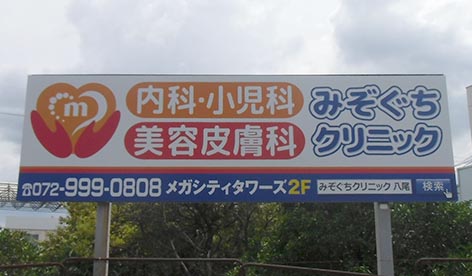 m
内科・小児科
美容皮膚科
みぞぐち
クリニック
☎072-999-0808 メガシティタワーズ2F みぞぐちクリニック 八尾 検索